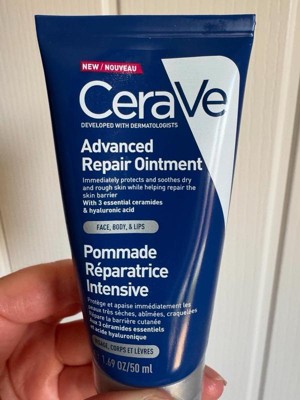 NEW / NOUVEAU
CeraVe
DEVELOPED WITH DERMATOLOGISTS
Advanced
Repair Ointment
Immediately protects and soothes dry
and rough skin while helping repair the
skin barrier
With 3 essential ceramides
& hyaluronic acid
FACE, BODY, & LIPS
Pommade
Réparatrice
Intensive
Protège et apaise immédiatement les
peaux très sèches, abîmées, craquelées
Répare la barrière cutanée
3 céramides essentiels
et acide hyaluronique
VISAGE, CORPS ET LÈVRES
1.69 OZ/50 ml